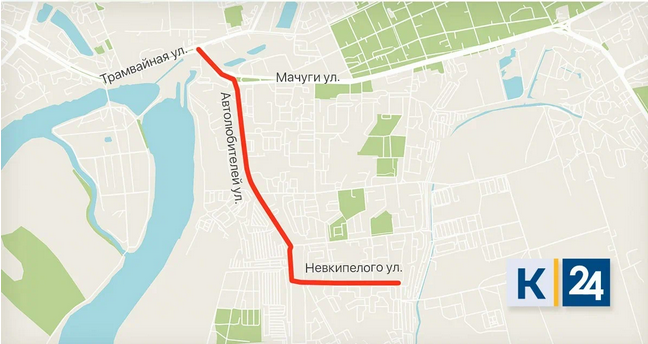 Трамвайная ул.
Мачуги ул.
Автолюбителей ул.
Невкипелого ул.
К 24